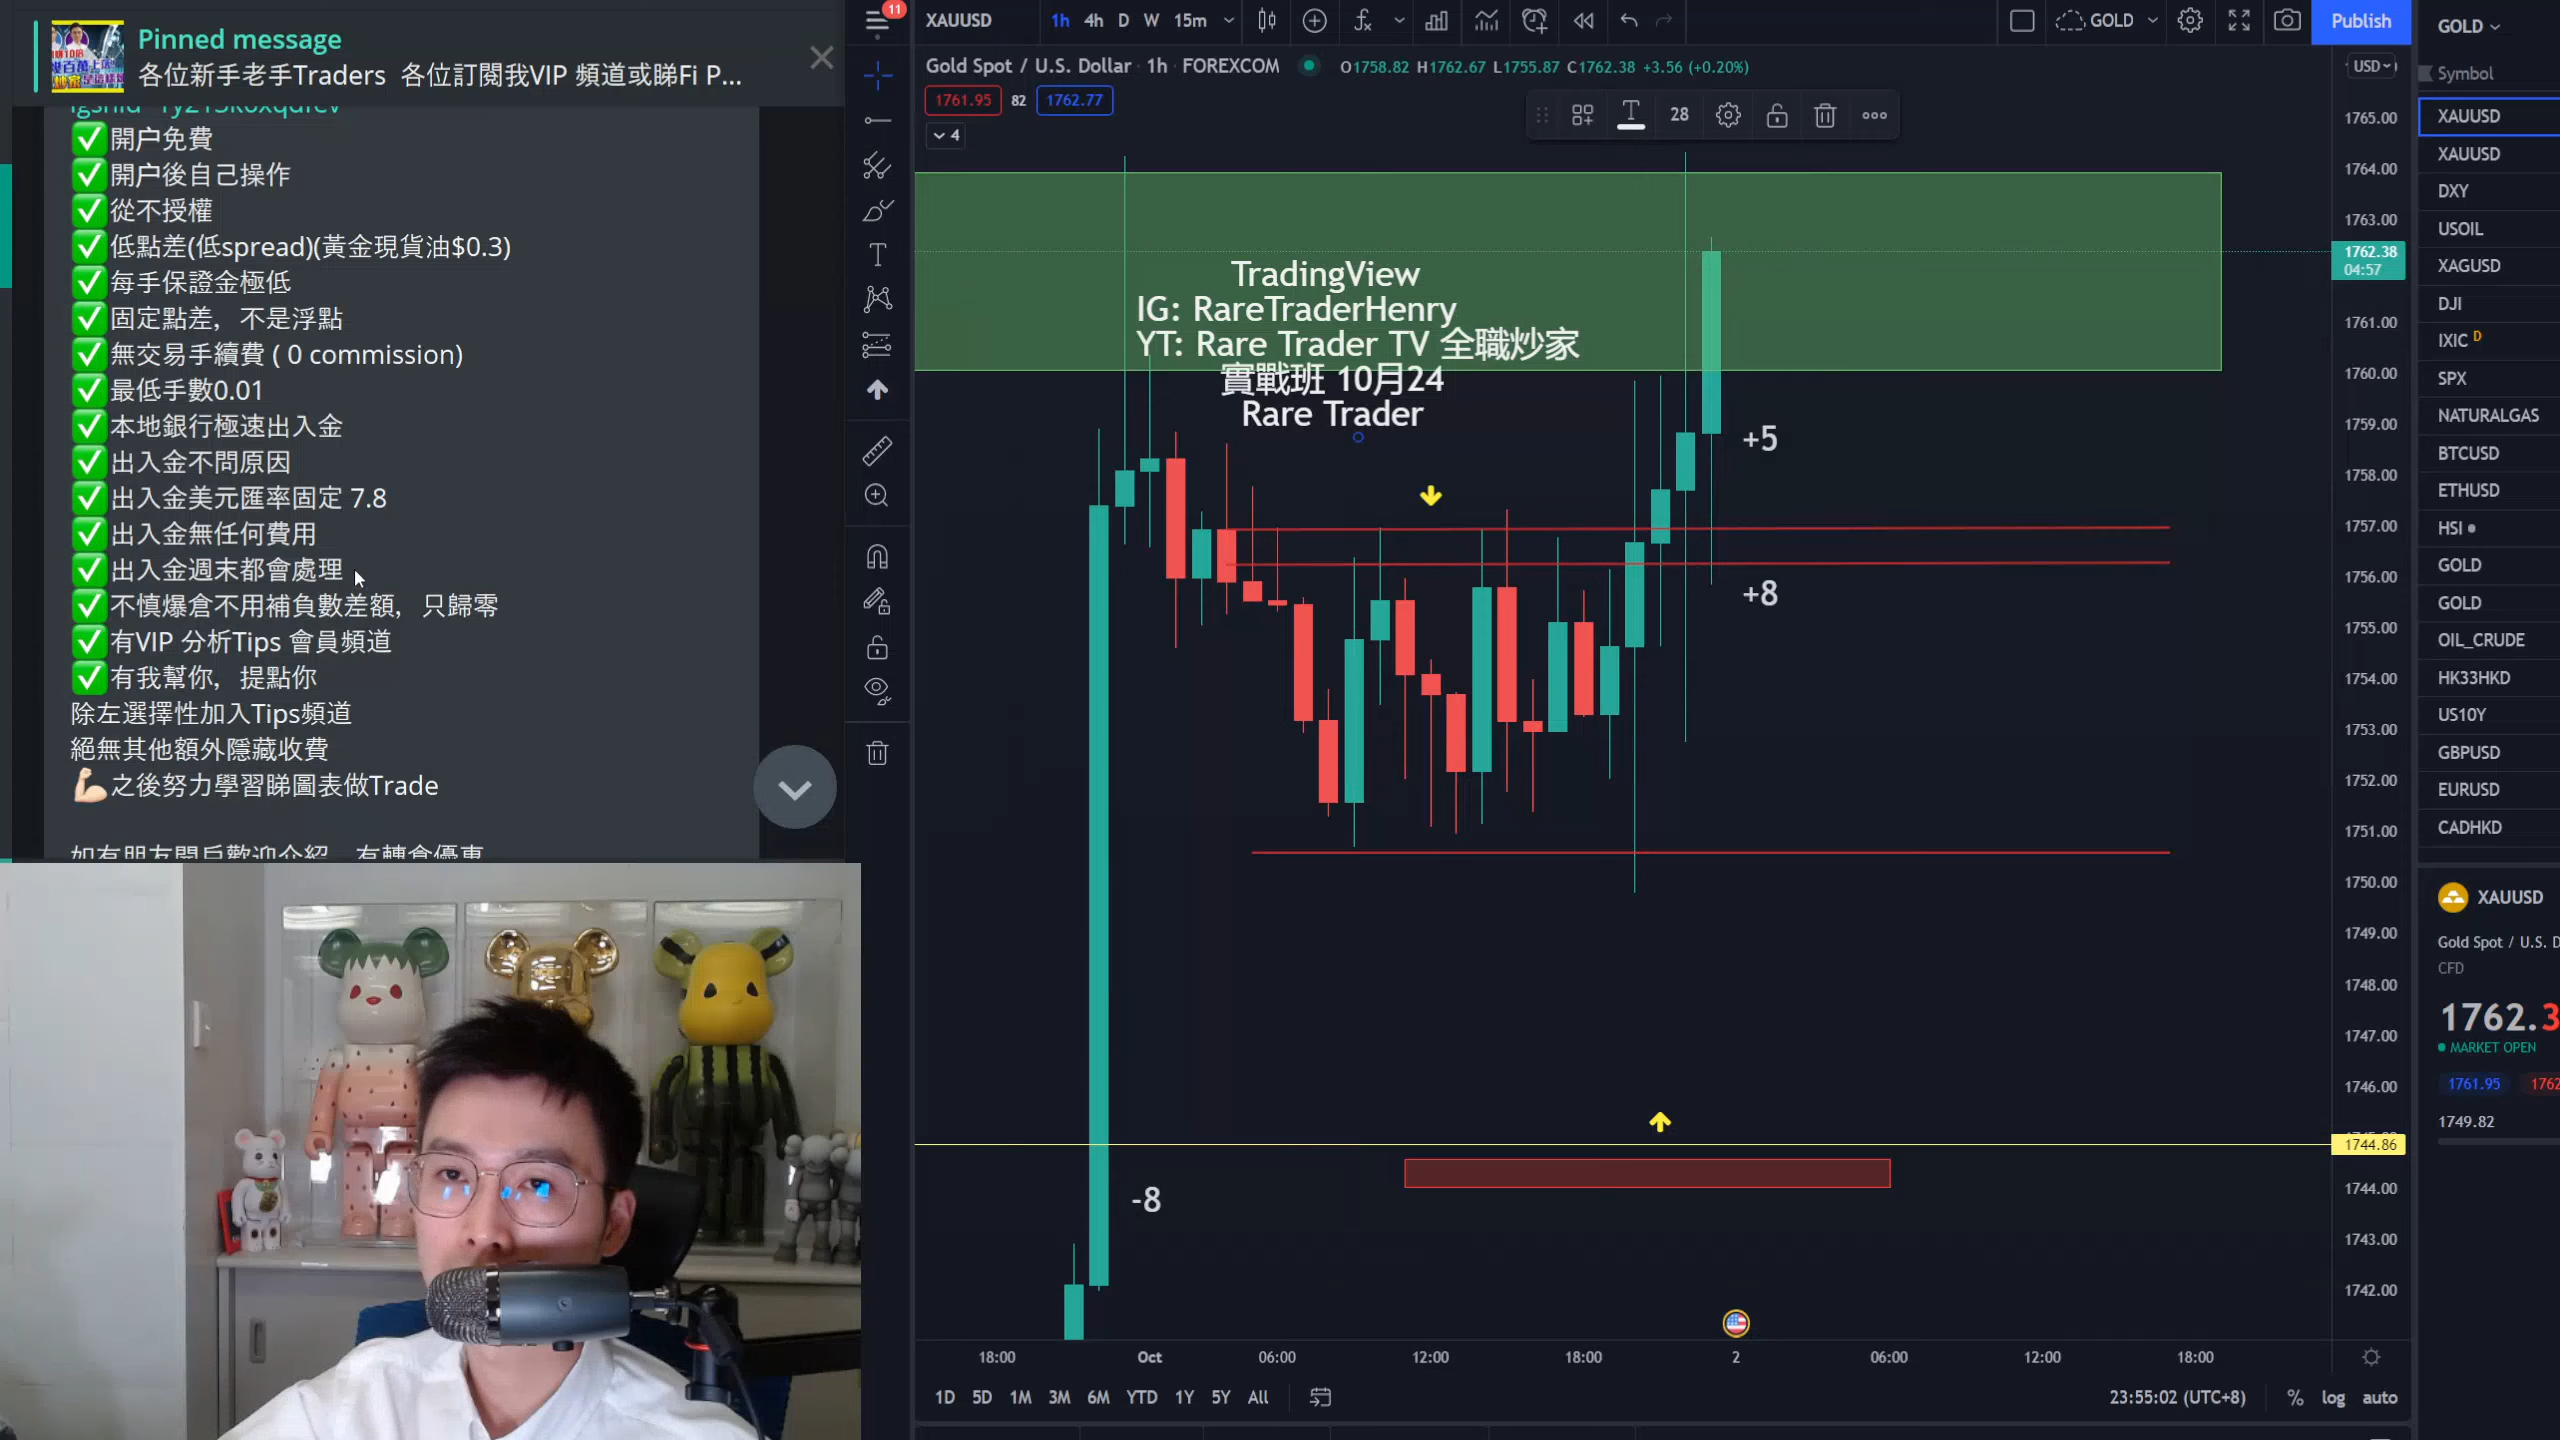 Pinned message
各位新手老手Traders 各位訂閱我VIP 頻道或睇Fi P...
✅開户免費
✅開户後自己操作
✅從不授權
✅低點差(低spread)(黃金現貨油$0.3)
✅每手保證金極低
✅固定點差，不是浮點
✅無交易手續費 ( 0 commission)
✅最低手數0.01
✅本地銀行極速出入金
✅出入金不問原因
✅出入金美元匯率固定 7.8
✅出入金無任何費用
✅出入金週末都會處理
✅不慎爆倉不用補負數差額，只歸零
✅有VIP 分析Tips 會員頻道
✅有我幫你，提點你
除左選擇性加入Tips頻道
絕無其他額外隱藏收費
💪🏻之後努力學習睇圖表做Trade
11
XAUUSD 1h 4h D W 15m
GOLD
Publish
Gold Spot / U.S. Dollar · 1h · FOREXCOM O1758.82 H1762.67 L1755.87 C1762.38 +3.56 (+0.20%)
1761.95 82 1762.77
4
28
TradingView
IG: RareTraderHenry
YT: Rare Trader TV 全職炒家
實戰班 10月24
Rare Trader
+5
+8
-8
USD
1765.00
1764.00
1763.00
1762.38
04:57
1761.00
1760.00
1759.00
1758.00
1757.00
1756.00
1755.00
1754.00
1753.00
1752.00
1751.00
1750.00
1749.00
1748.00
1747.00
1746.00
1744.86
1744.00
1743.00
1742.00
18:00 Oct 06:00 12:00 18:00 2 06:00 12:00 18:00
1D 5D 1M 3M 6M YTD 1Y 5Y All
23:55:02 (UTC+8) % log auto
GOLD
Symbol
XAUUSD
XAUUSD
DXY
USOIL
XAGUSD
DJI
IXIC D
SPX
NATURALGAS
BTCUSD
ETHUSD
HSI
GOLD
GOLD
OIL_CRUDE
HK33HKD
US10Y
GBPUSD
EURUSD
CADHKD
XAUUSD
Gold Spot / U.S. D
CFD
1762.3
MARKET OPEN
1761.95 1762
1749.82